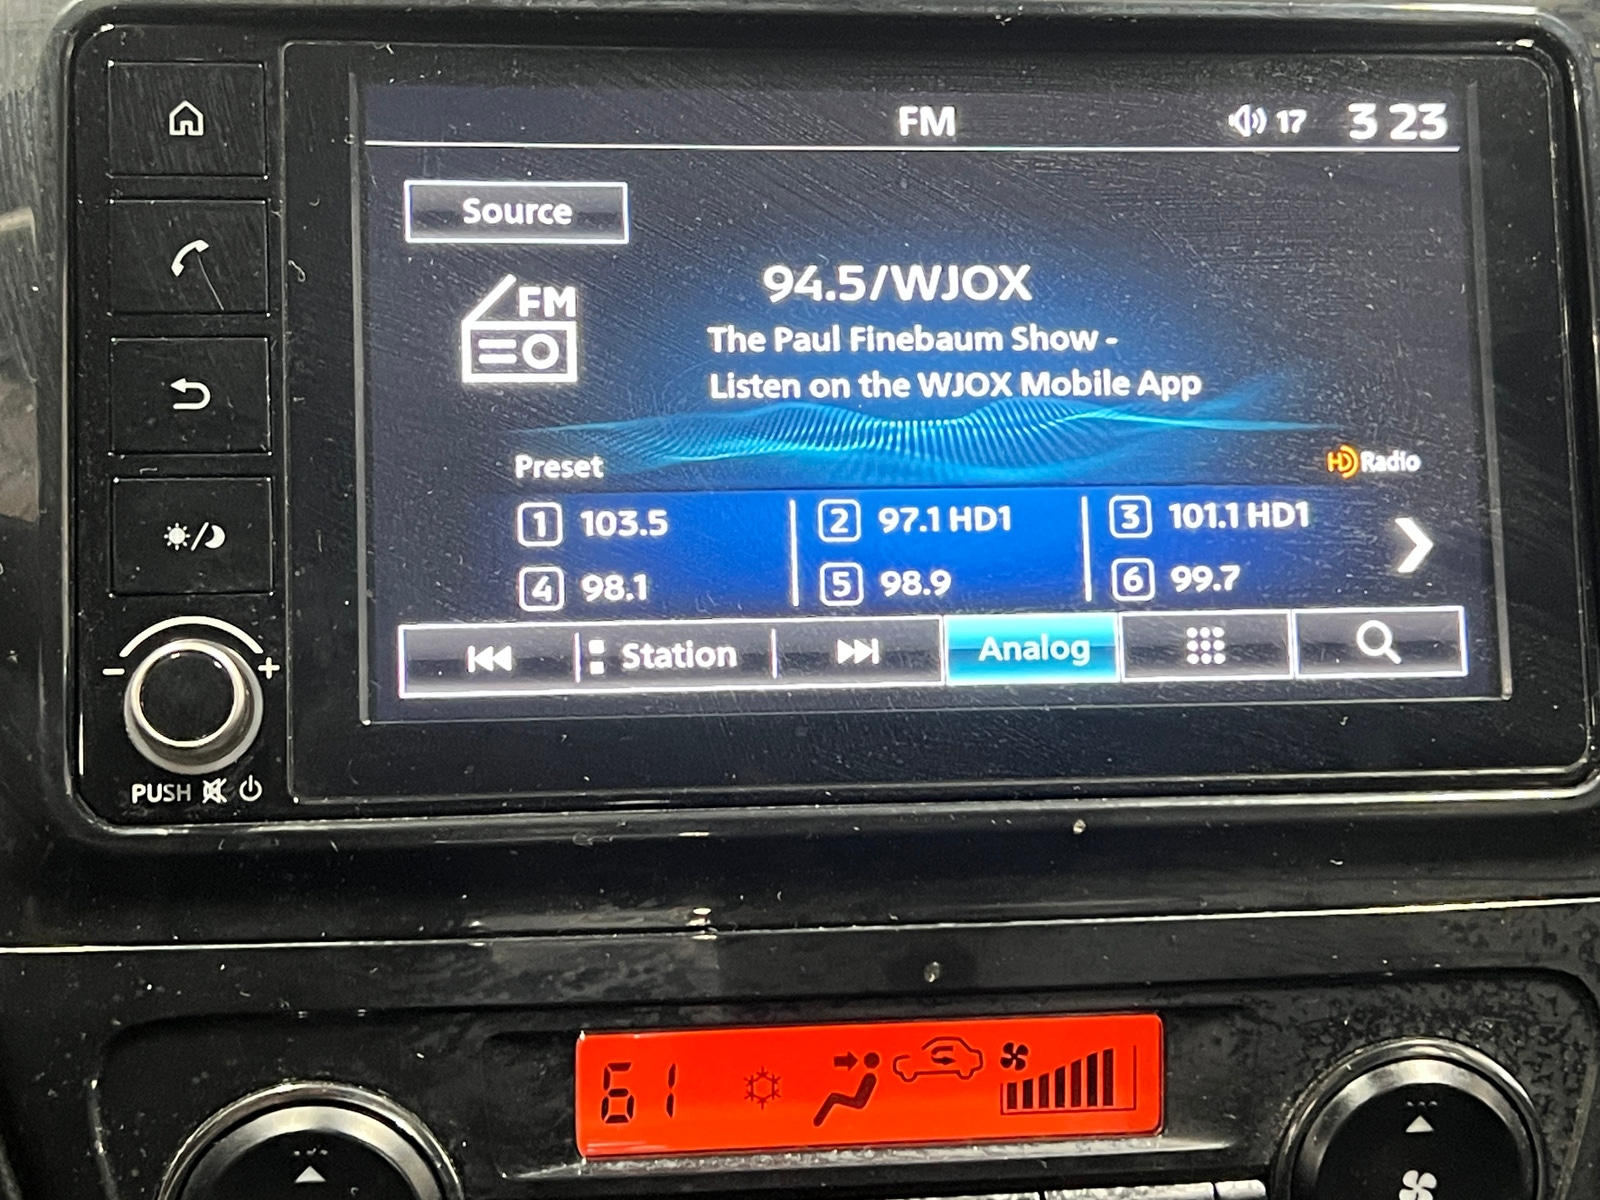 FM 17 3 23
Source
FM
94.5/WJOX
The Paul Finebaum Show -
Listen on the WJOX Mobile App
Preset
HD Radio
1 103.5 2 97.1 HD1 3 101.1 HD1
4 98.1 5 98.9 6 99.7
Station Analog
- +
PUSH
61